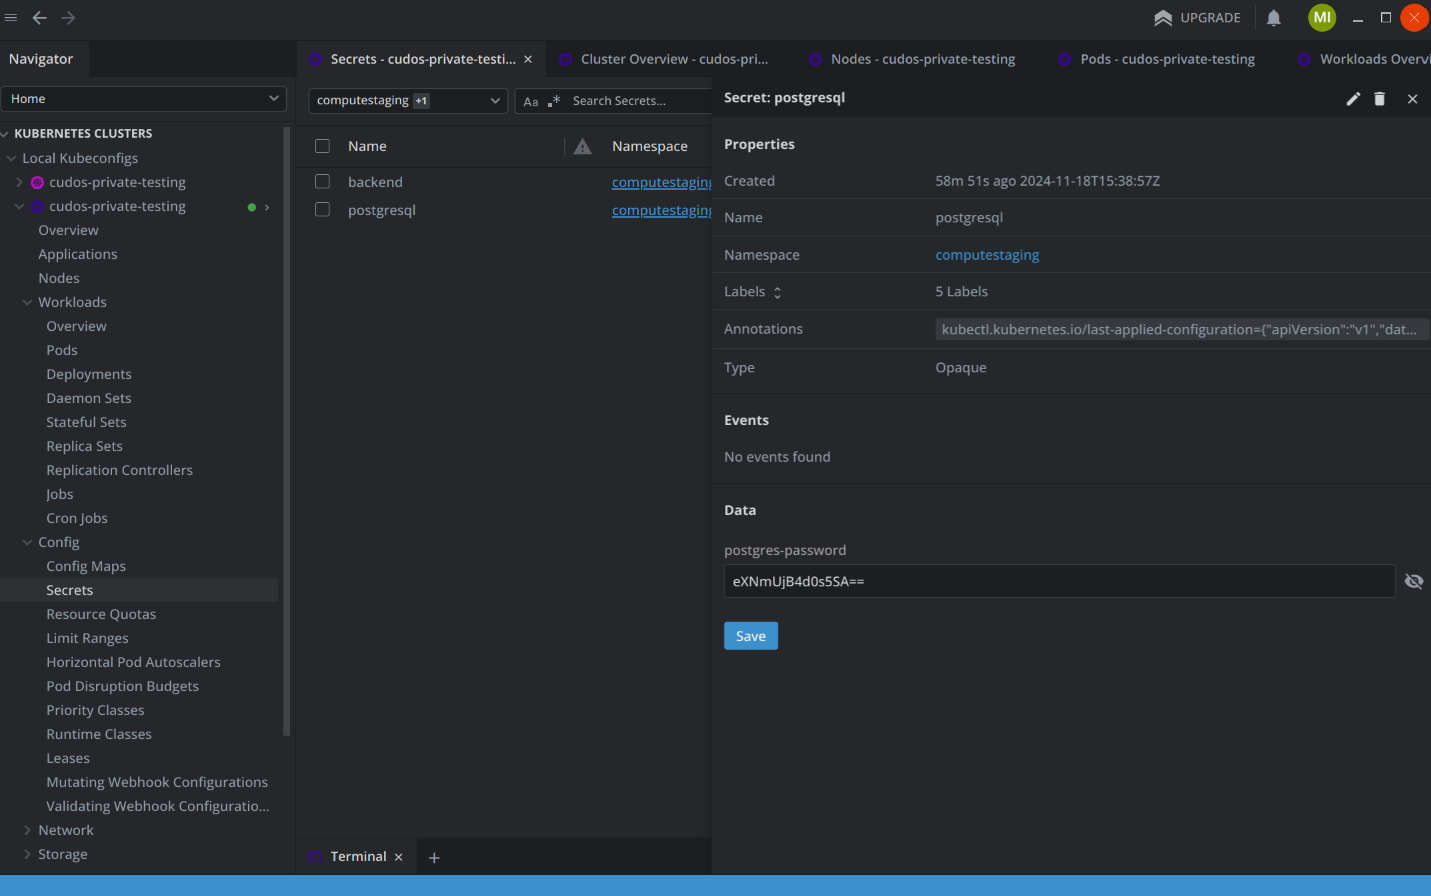 UPGRADE
MI
Navigator
Secrets - cudos-private-testi...
Cluster Overview - cudos-pri...
Nodes - cudos-private-testing
Pods - cudos-private-testing
Workloads Overvi
Home
computestaging +1
Aa .* Search Secrets...
Secret: postgresql
KUBERNETES CLUSTERS
Local Kubeconfigs
cudos-private-testing
cudos-private-testing
Overview
Applications
Nodes
Workloads
Overview
Pods
Deployments
Daemon Sets
Stateful Sets
Replica Sets
Replication Controllers
Jobs
Cron Jobs
Config
Config Maps
Secrets
Resource Quotas
Limit Ranges
Horizontal Pod Autoscalers
Pod Disruption Budgets
Priority Classes
Runtime Classes
Leases
Mutating Webhook Configurations
Validating Webhook Configuratio...
Network
Storage
Name Namespace
backend computestaging
postgresql computestaging
Properties
Created 58m 51s ago 2024-11-18T15:38:57Z
Name postgresql
Namespace computestaging
Labels 5 Labels
Annotations kubectl.kubernetes.io/last-applied-configuration={"apiVersion":"v1","dat...
Type Opaque
Events
No events found
Data
postgres-password
eXNmUjB4d0s5SA==
Save
Terminal